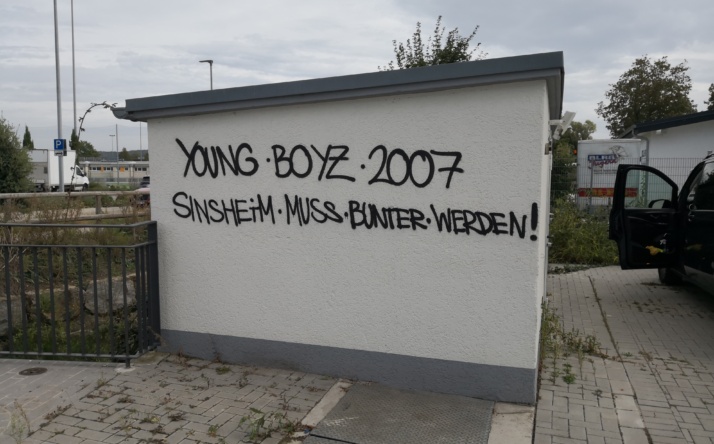 YOUNG · BOYZ · 2007
SINSHEiM · MUSS · BUNTER · WERDEN!
P